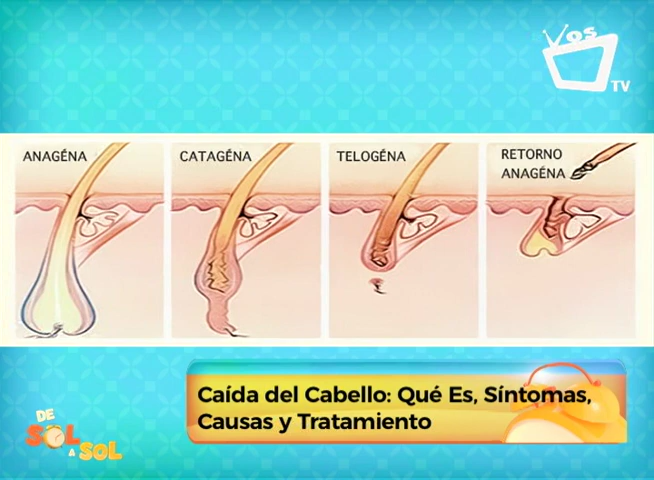 Vos
TV
ANAGÉNA
CATAGÉNA
TELOGÉNA
RETORNO
ANAGÉNA
Caída del Cabello: Qué Es, Síntomas,
Causas y Tratamiento
DE
SOL
A SOL